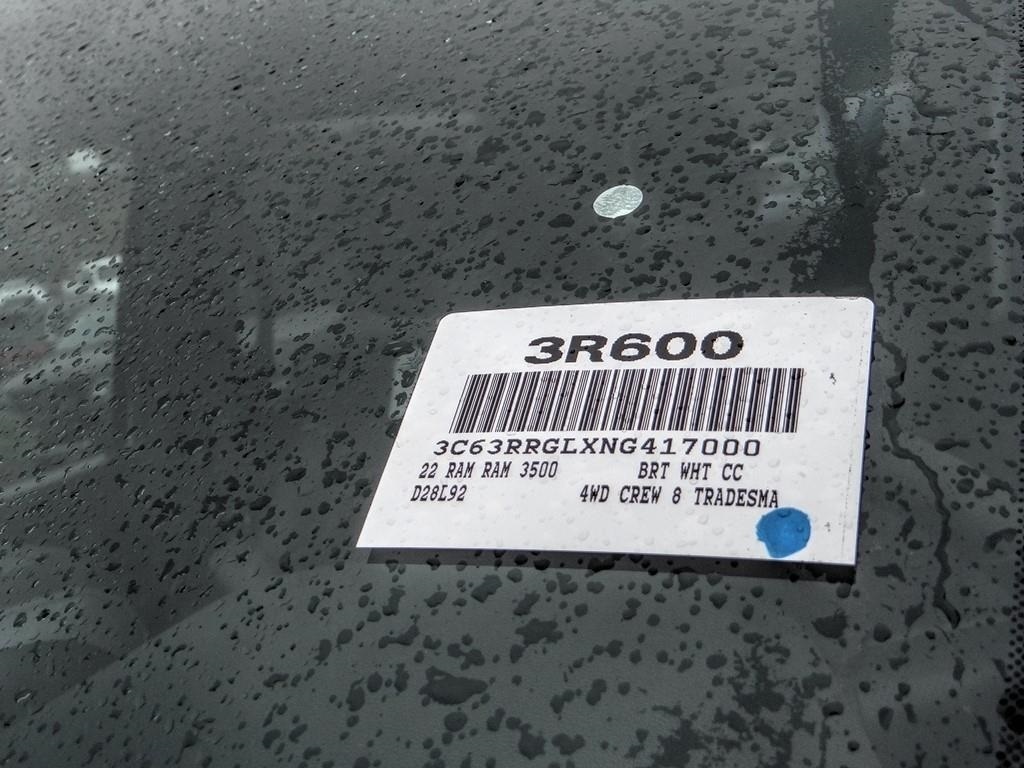 3R600
3C63RRGLXNG417000
22 RAM RAM 3500 BRT WHT CC
D28L92 4WD CREW 8 TRADESMA